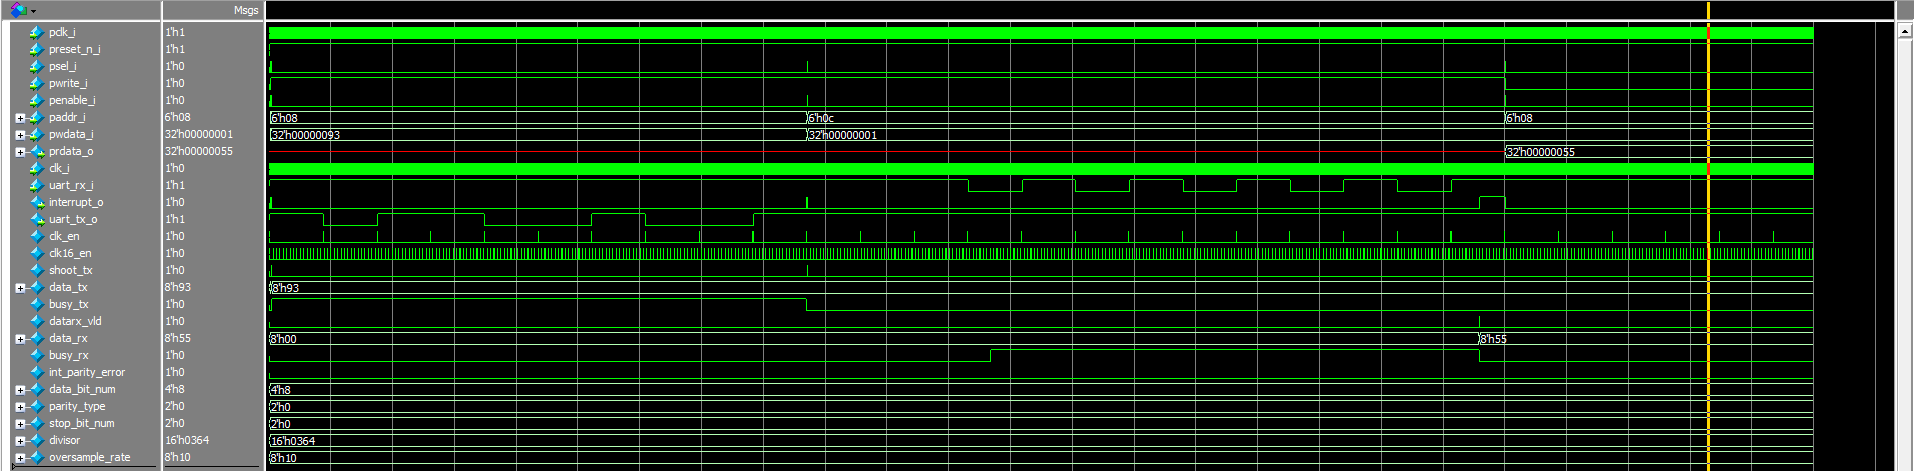 Msgs
pclk_i 1'h1
preset_n_i 1'h1
psel_i 1'h0
pwrite_i 1'h0
penable_i 1'h0
paddr_i 6'h08 6'h08 6'h0c 6'h08
pwdata_i 32'h00000001 32'h00000093 32'h00000001
prdata_o 32'h00000055 32'h00000055
clk_i 1'h0
uart_rx_i 1'h1
interrupt_o 1'h0
uart_tx_o 1'h1
clk_en 1'h0
clk16_en 1'h0
shoot_tx 1'h0
data_tx 8'h93 8'h93
busy_tx 1'h0
datarx_vld 1'h0
data_rx 8'h55 8'h00 8'h55
busy_rx 1'h0
int_parity_error 1'h0
data_bit_num 4'h8 4'h8
parity_type 2'h0 2'h0
stop_bit_num 2'h0 2'h0
divisor 16'h0364 16'h0364
oversample_rate 8'h10 8'h10